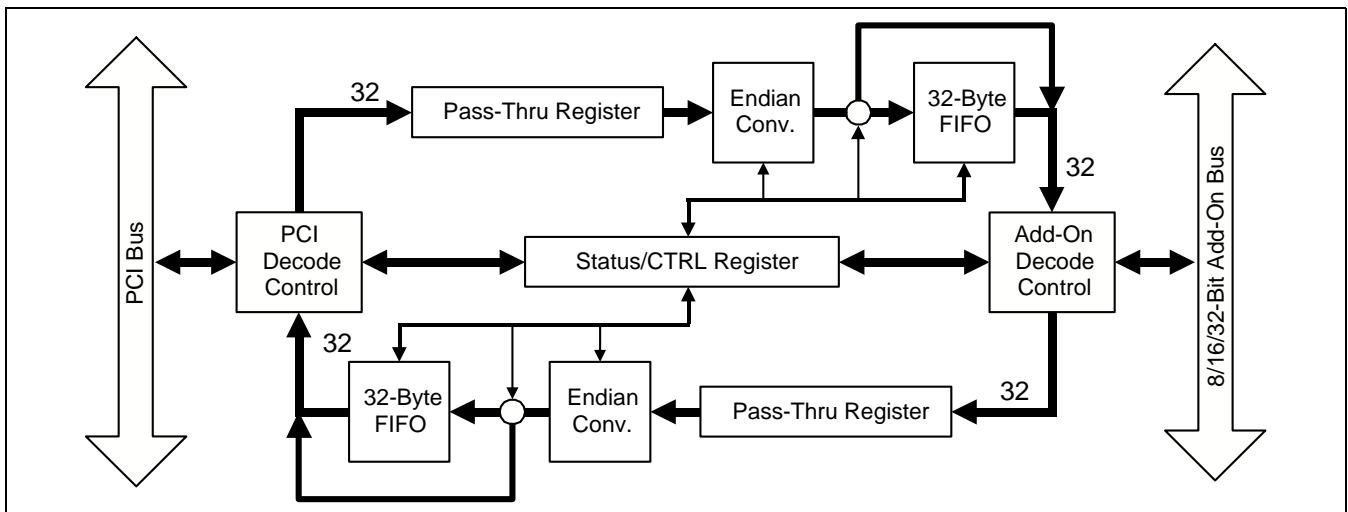 32
Pass-Thru Register
Endian
Conv.
32-Byte
FIFO
32
PCI Bus
PCI
Decode
Control
Status/CTRL Register
Add-On
Decode
Control
8/16/32-Bit Add-On Bus
32
32-Byte
FIFO
Endian
Conv.
Pass-Thru Register
32